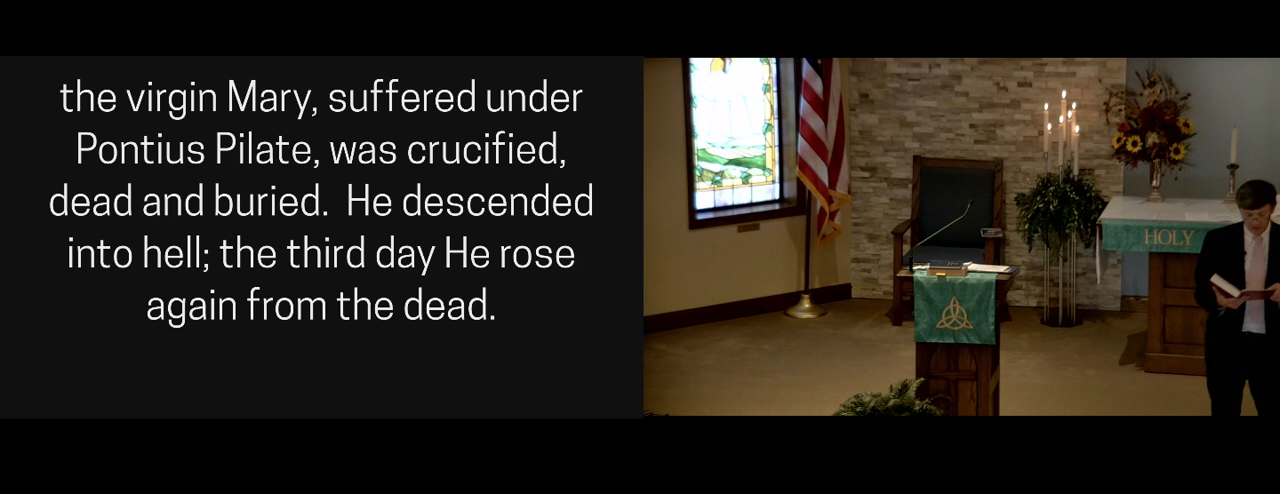 the virgin Mary, suffered under
Pontius Pilate, was crucified,
dead and buried.  He descended
into hell; the third day He rose
again from the dead.
HOLY